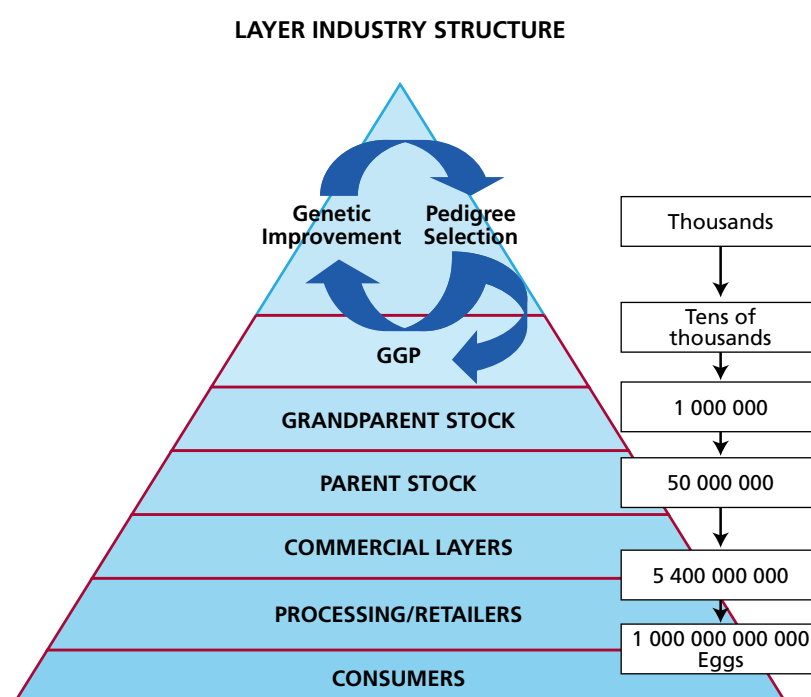 LAYER INDUSTRY STRUCTURE
Genetic
Improvement
Pedigree
Selection
GGP
GRANDPARENT STOCK
PARENT STOCK
COMMERCIAL LAYERS
PROCESSING/RETAILERS
CONSUMERS
Thousands
Tens of
thousands
1 000 000
50 000 000
5 400 000 000
1 000 000 000 000
Eggs